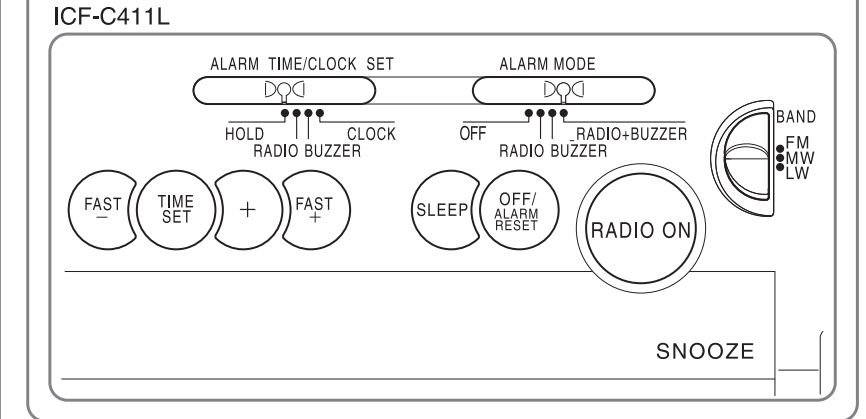 ICF-C411L
ALARM TIME/CLOCK SET
ALARM MODE
HOLD
CLOCK
RADIO BUZZER
OFF
RADIO+BUZZER
RADIO BUZZER
BAND
FM
MW
LW
FAST
−
TIME
SET
+
FAST
+
SLEEP
OFF/
ALARM
RESET
RADIO ON
SNOOZE